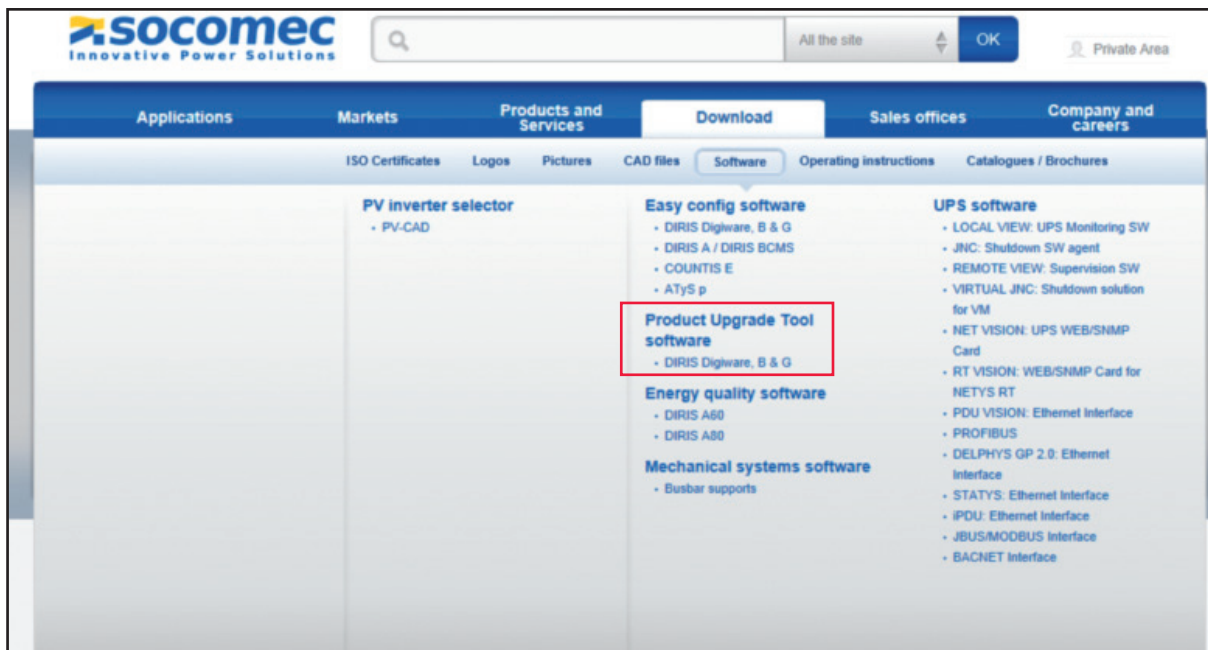 socomec
Innovative Power Solutions
All the site
OK
Private Area
Applications
Markets
Products and
Services
Download
Sales offices
Company and
careers
ISO Certificates
Logos
Pictures
CAD files
Software
Operating instructions
Catalogues / Brochures
PV inverter selector
• PV-CAD
Easy config software
• DIRIS Digiware, B & G
• DIRIS A / DIRIS BCMS
• COUNTIS E
• ATyS p
Product Upgrade Tool
software
• DIRIS Digiware, B & G
Energy quality software
• DIRIS A60
• DIRIS A80
Mechanical systems software
• Busbar supports
UPS software
• LOCAL VIEW: UPS Monitoring SW
• JNC: Shutdown SW agent
• REMOTE VIEW: Supervision SW
• VIRTUAL JNC: Shutdown solution
for VM
• NET VISION: UPS WEB/SNMP
Card
• RT VISION: WEB/SNMP Card for
NETYS RT
• PDU VISION: Ethernet Interface
• PROFIBUS
• DELPHYS GP 2.0: Ethernet
Interface
• STATYS: Ethernet Interface
• iPDU: Ethernet Interface
• JBUS/MODBUS Interface
• BACNET Interface